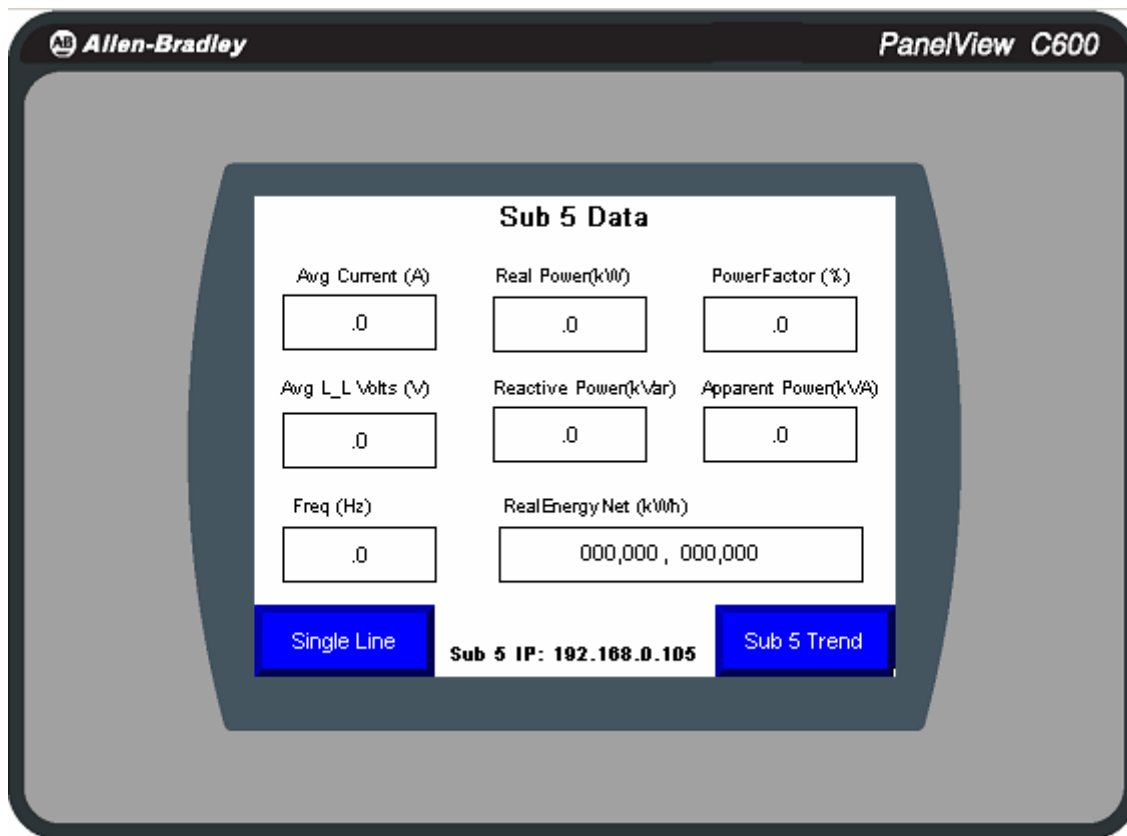 AB Allen-Bradley PanelView C600
Sub 5 Data
Avg Current (A) Real Power(kW) PowerFactor (%)
.0 .0 .0
Avg L_L Volts (V) Reactive Power(kVar) Apparent Power(kVA)
.0 .0 .0
Freq (Hz) RealEnergyNet (kWh)
.0 000,000 , 000,000
Single Line Sub 5 IP: 192.168.0.105 Sub 5 Trend